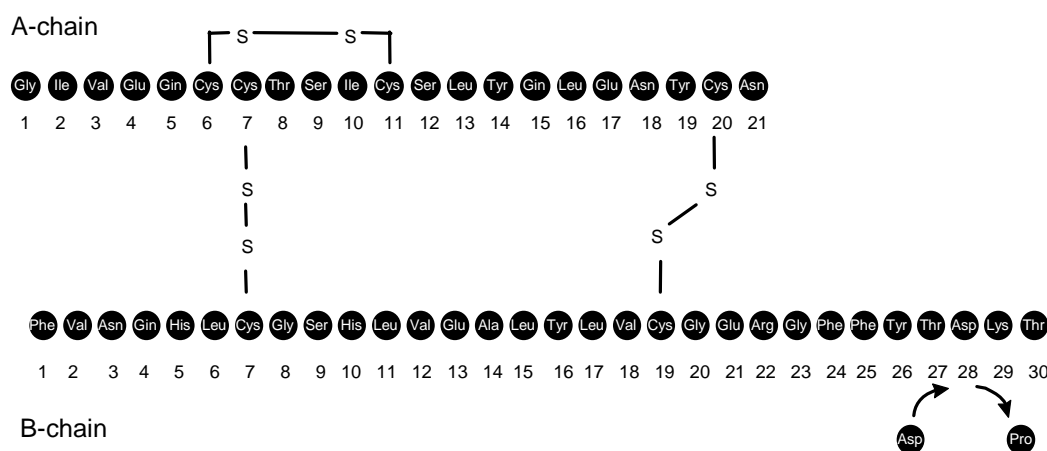 A-chain
S S
Gly Ile Val Glu Gin Cys Cys Thr Ser Ile Cys Ser Leu Tyr Gin Leu Glu Asn Tyr Cys Asn
1 2 3 4 5 6 7 8 9 10 11 12 13 14 15 16 17 18 19 20 21
S S
S S
Phe Val Asn Gin His Leu Cys Gly Ser His Leu Val Glu Ala Leu Tyr Leu Val Cys Gly Glu Arg Gly Phe Phe Tyr Thr Asp Lys Thr
1 2 3 4 5 6 7 8 9 10 11 12 13 14 15 16 17 18 19 20 21 22 23 24 25 26 27 28 29 30
B-chain
Asp Pro